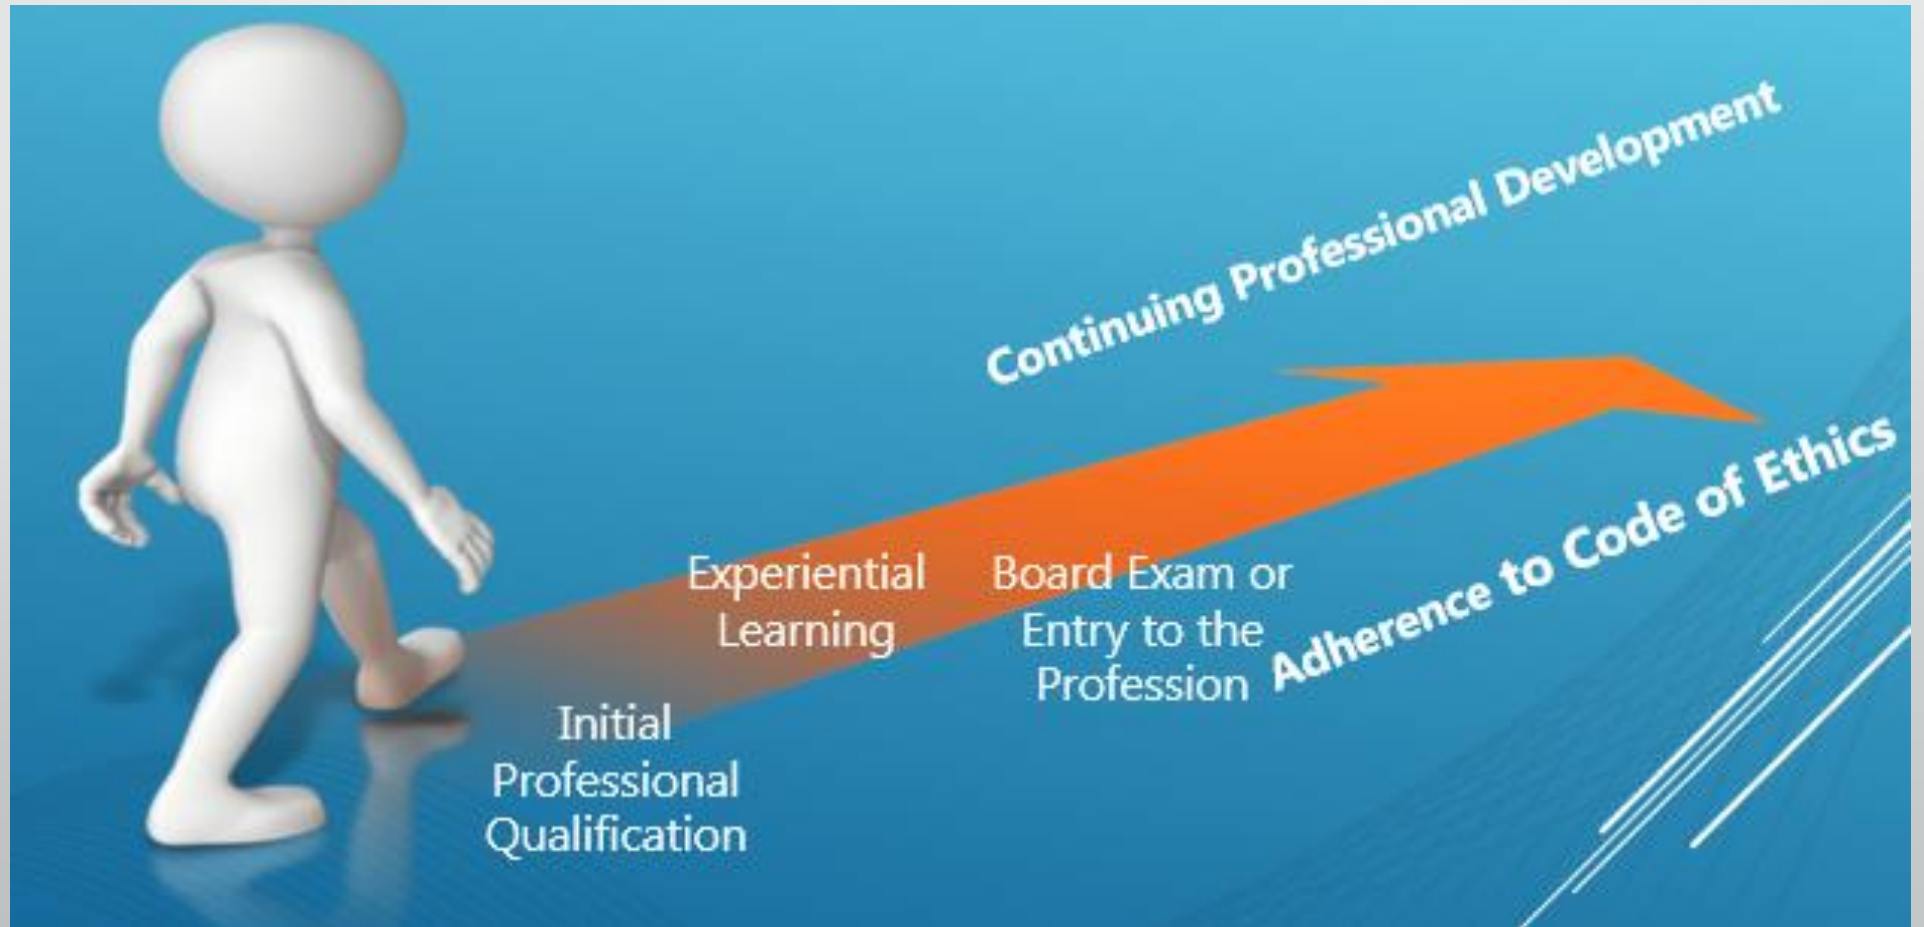 Continuing Professional Development
Experiential
Learning
Board Exam or
Entry to the
Profession
Adherence to Code of Ethics
Initial
Professional
Qualification